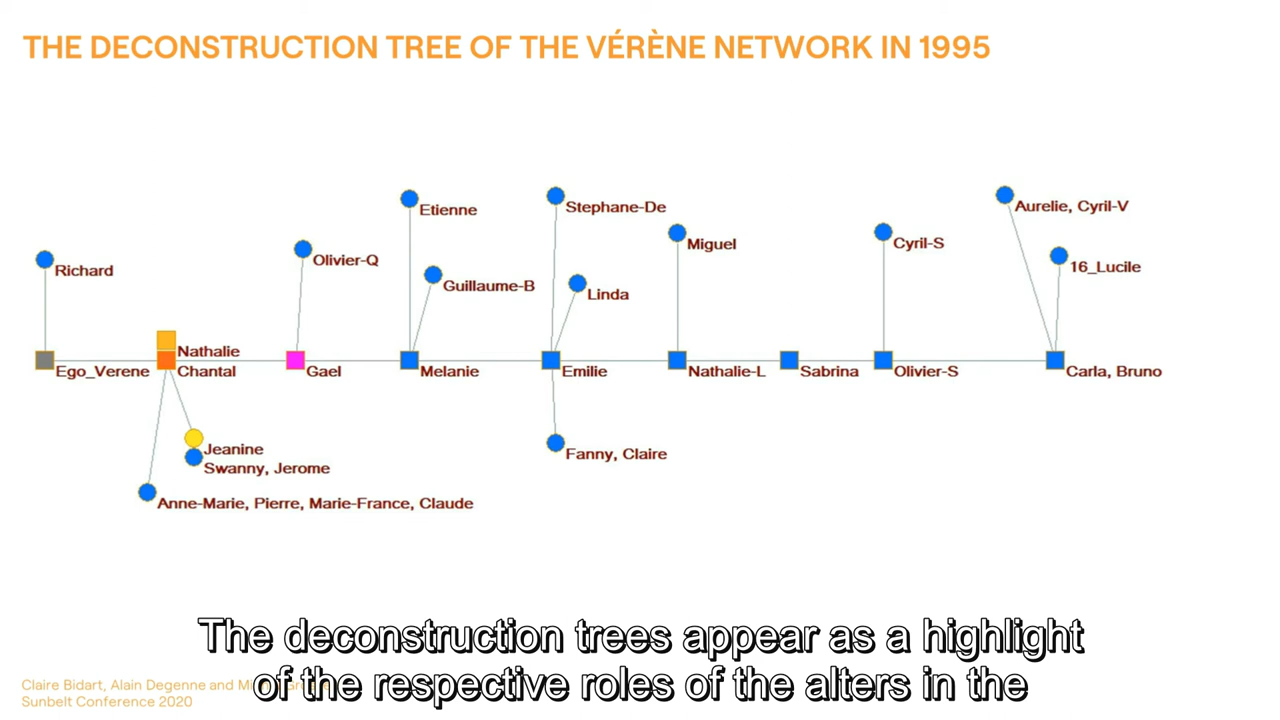 THE DECONSTRUCTION TREE OF THE VÉRÈNE NETWORK IN 1995
Etienne
Stephane-De
Aurelie, Cyril-V
Richard
Olivier-Q
Guillaume-B
Linda
Miguel
Cyril-S
16_Lucile
Nathalie
Ego_Verene
Chantal
Gael
Melanie
Emilie
Nathalie-L
Sabrina
Olivier-S
Carla, Bruno
Jeanine
Swanny, Jerome
Fanny, Claire
Anne-Marie, Pierre, Marie-France, Claude
The deconstruction trees appear as a highlight
of the respective roles of the alters in the
Claire Bidart, Alain Degenne and
Sunbelt Conference 2020